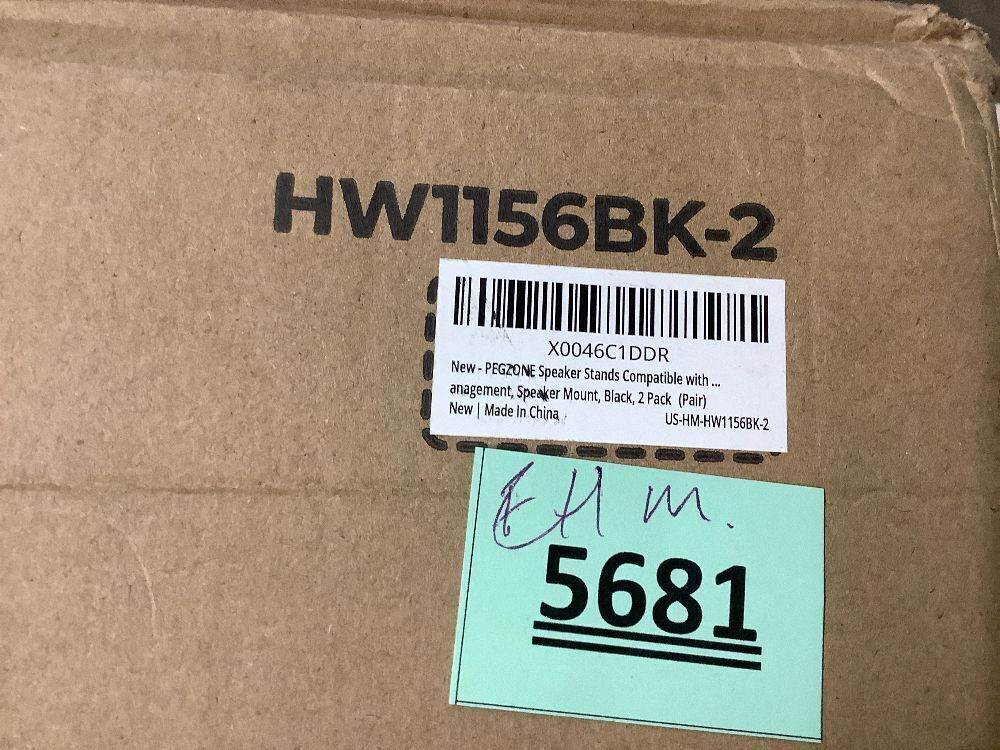 HW1156BK-2
X0046C1DDR
New - PEGZONE Speaker Stands Compatible with ...
anagement, Speaker Mount, Black, 2 Pack (Pair)
New | Made In China
US-HM-HW1156BK-2
5681